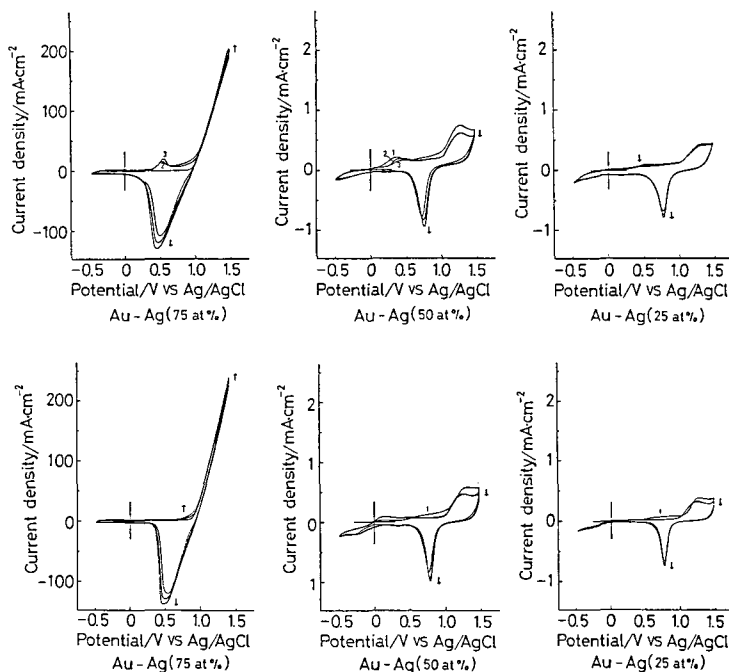 200
100
0
-100
Current density/mA·cm⁻²
-0.5 0 0.5 1.0 1.5
Potential/V vs Ag/AgCl
Au-Ag(75 at%)
3
2
2
1
0
-1
Current density/mA·cm⁻²
-0.5 0 0.5 1.0 1.5
Potential/V vs Ag/AgCl
Au-Ag(50 at%)
2 1
3
2
1
0
-1
Current density/mA·cm⁻²
-0.5 0 0.5 1.0 1.5
Potential/V vs Ag/AgCl
Au-Ag(25 at%)
200
100
0
-100
Current density/mA·cm⁻²
-0.5 0 0.5 1.0 1.5
Potential/V vs Ag/AgCl
Au-Ag(75 at%)
2
1
0
1
Current density/mA·cm⁻²
-0.5 0 0.5 1.0 1.5
Potential/V vs Ag/AgCl
Au-Ag(50 at%)
1
2
1
0
-1
Current density/mA·cm⁻²
-0.5 0 0.5 1.0 1.5
Potential/V vs Ag/AgCl
Au-Ag(25 at%)